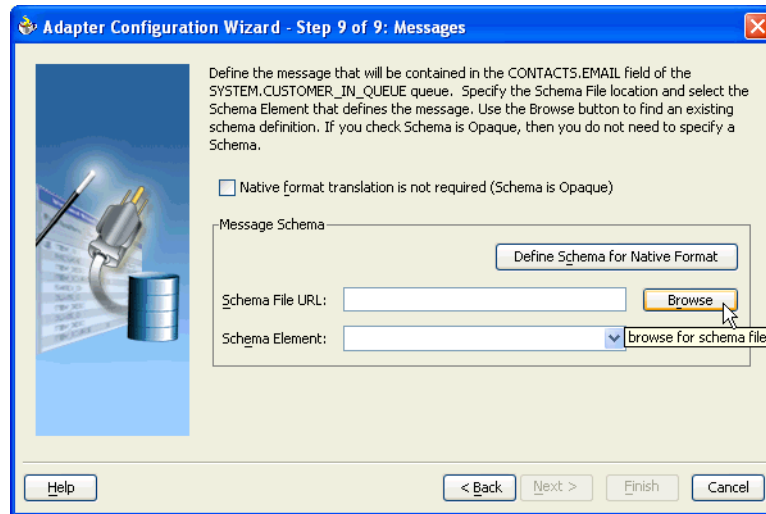 Adapter Configuration Wizard - Step 9 of 9: Messages
Define the message that will be contained in the CONTACTS.EMAIL field of the
SYSTEM.CUSTOMER_IN_QUEUE queue.  Specify the Schema File location and select the
Schema Element that defines the message. Use the Browse button to find an existing
schema definition. If you check Schema is Opaque, then you do not need to specify a
Schema.
Native format translation is not required (Schema is Opaque)
Message Schema
Define Schema for Native Format
Schema File URL:
Browse
Schema Element:
browse for schema file
Help
< Back
Next >
Finish
Cancel